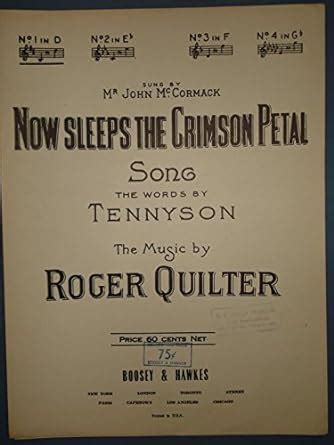 Nº 1 IN D Nº 2 IN E♭ Nº 3 IN F Nº 4 IN G♭
SUNG BY
MR JOHN MCCORMACK
NOW SLEEPS THE CRIMSON PETAL
Song
THE WORDS BY
TENNYSON
The Music by
ROGER QUILTER
PRICE 60 CENTS NET
75¢
BOOSEY & HAWKES
NEW YORK LONDON TORONTO SYDNEY
PARIS CAPETOWN LOS ANGELES CHICAGO
Printed in U.S.A.